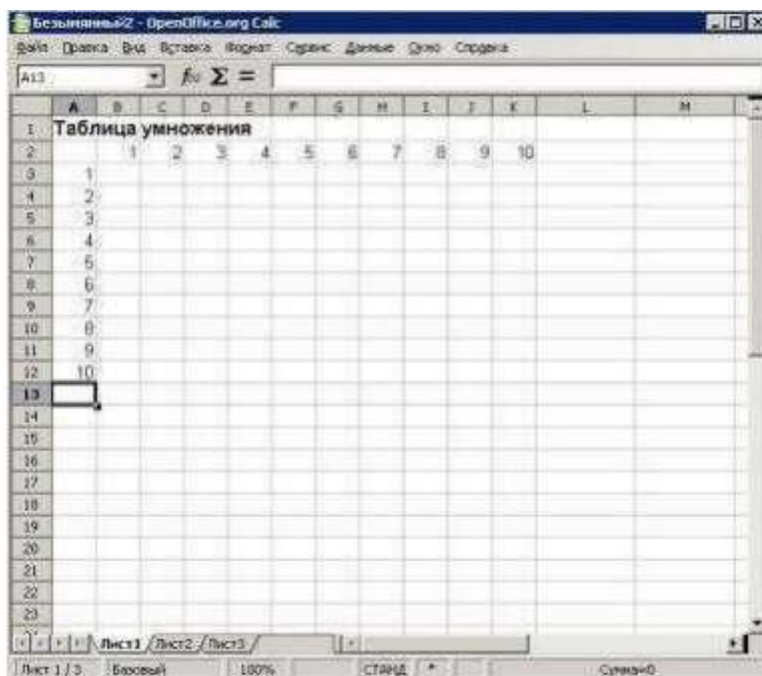 Безымянный2 - OpenOffice.org Calc
Файл Правка Вид Вставка Формат Сервис Данные Окно Справка
A13 Σ =
A B C D E F G H I J K L M
1 Таблица умножения
2 1 2 3 4 5 6 7 8 9 10
3 1
4 2
5 3
6 4
7 5
8 6
9 7
10 8
11 9
12 10
13
14
15
16
17
18
19
20
21
22
23
Лист1 Лист2 Лист3
Лист 1 / 3 Базовый 100% СТАНД * Сумма=0